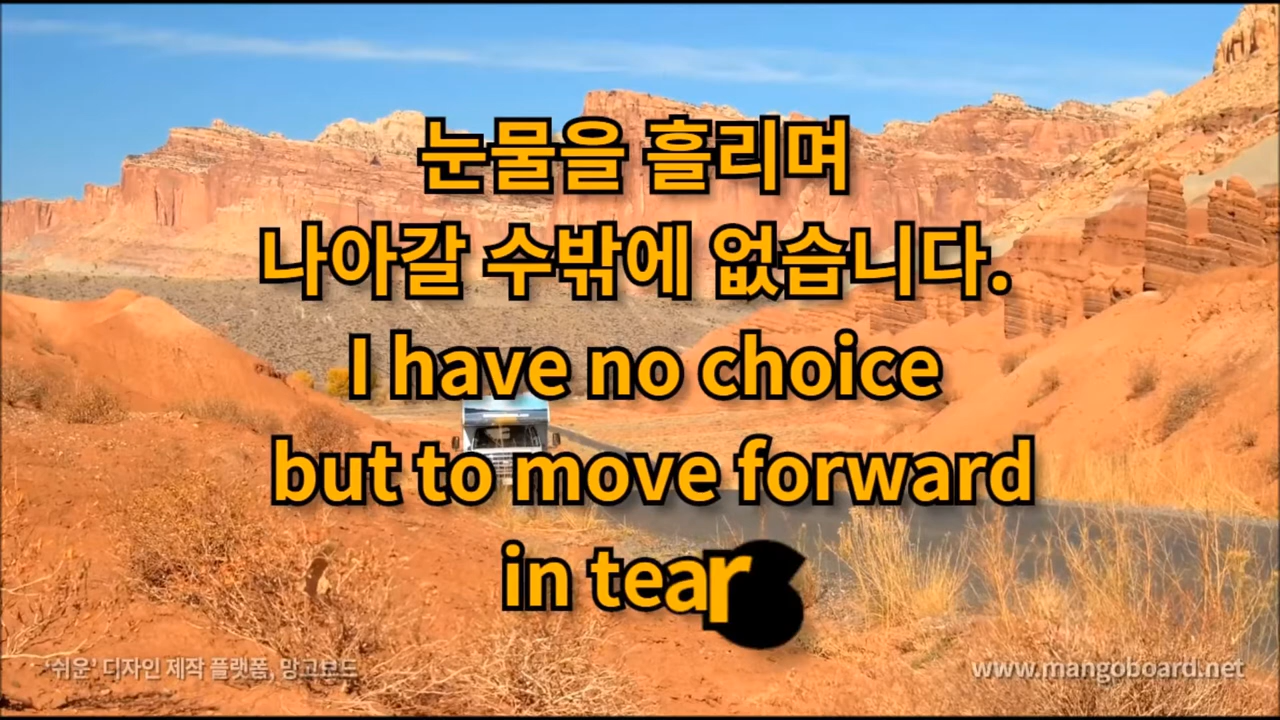 눈물을 흘리며
나아갈 수밖에 없습니다.
I have no choice
but to move forward
in tear
'쉬운' 디자인 제작 플랫폼, 망고보드
www.mangoboard.net